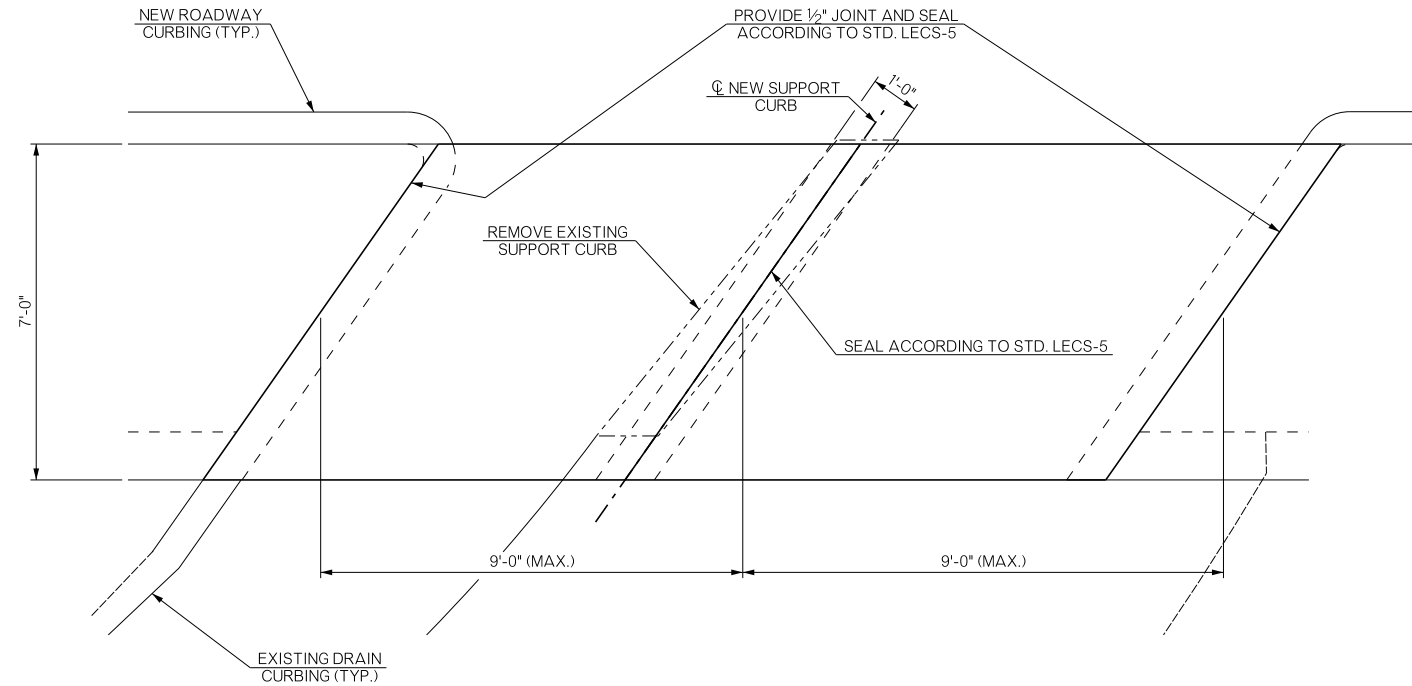 NEW ROADWAY
CURBING (TYP.)
PROVIDE ½" JOINT AND SEAL
ACCORDING TO STD. LECS-5
1'-0"
℄ NEW SUPPORT
CURB
REMOVE EXISTING
SUPPORT CURB
7'-0"
SEAL ACCORDING TO STD. LECS-5
9'-0" (MAX.)
9'-0" (MAX.)
EXISTING DRAIN
CURBING (TYP.)